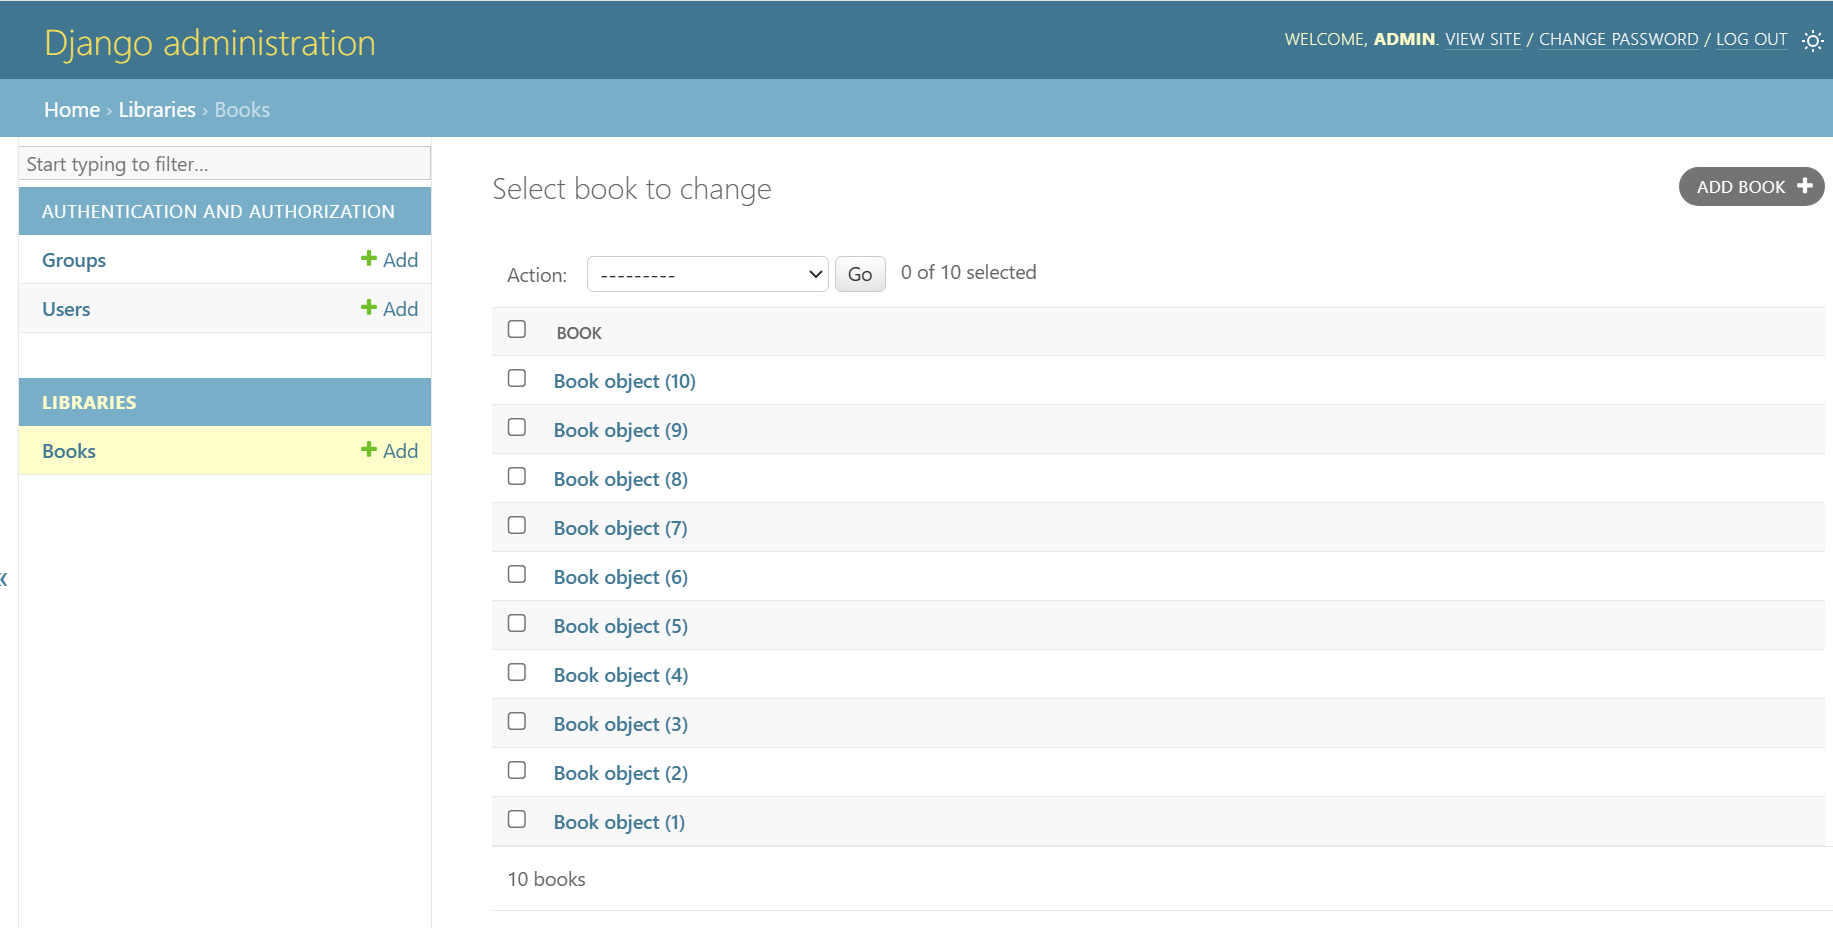 Django administration
WELCOME, ADMIN. VIEW SITE / CHANGE PASSWORD / LOG OUT
Home › Libraries › Books
Start typing to filter...
AUTHENTICATION AND AUTHORIZATION
Groups + Add
Users + Add
LIBRARIES
Books + Add
«
Select book to change
ADD BOOK +
Action: --------- Go 0 of 10 selected
BOOK
Book object (10)
Book object (9)
Book object (8)
Book object (7)
Book object (6)
Book object (5)
Book object (4)
Book object (3)
Book object (2)
Book object (1)
10 books